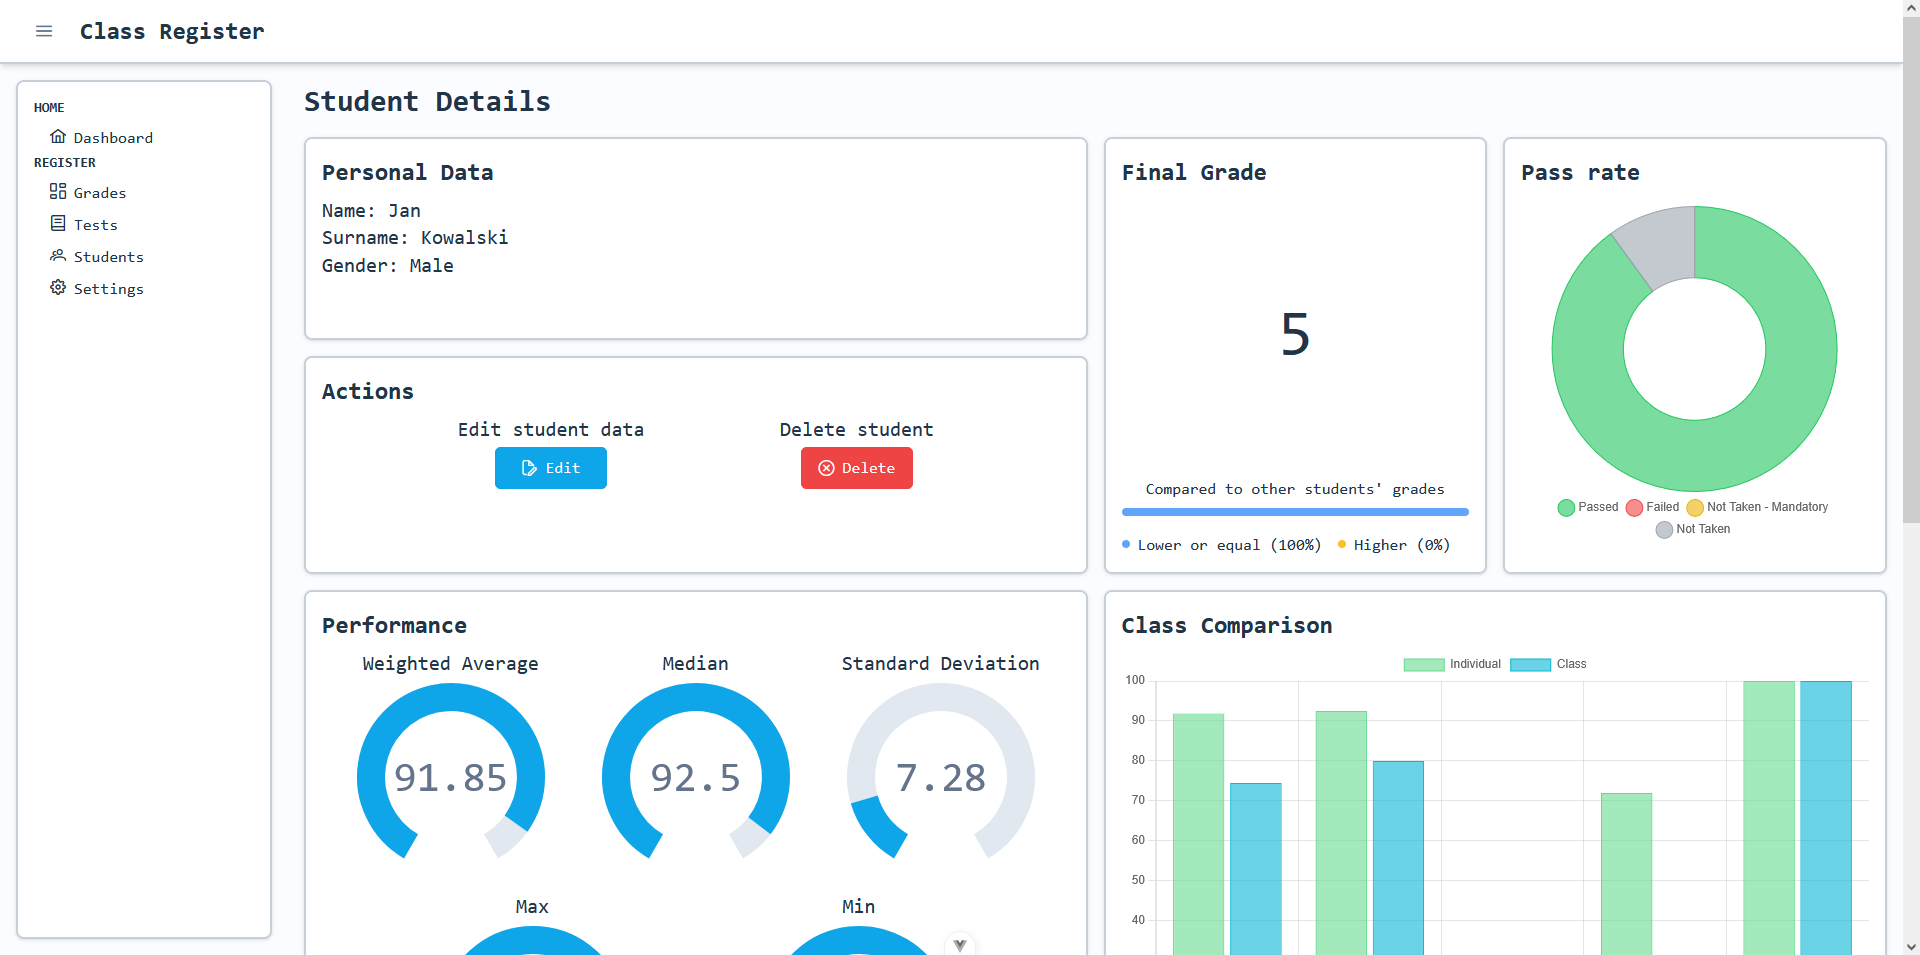 Class Register
HOME
Dashboard
REGISTER
Grades
Tests
Students
Settings
Student Details
Personal Data
Name: Jan
Surname: Kowalski
Gender: Male
Actions
Edit student data
Delete student
Edit
Delete
Final Grade
5
Compared to other students' grades
Lower or equal (100%)
Higher (0%)
Pass rate
Passed
Failed
Not Taken - Mandatory
Not Taken
Performance
Weighted Average
Median
Standard Deviation
91.85
92.5
7.28
Max
Min
Class Comparison
Individual
Class
100
90
80
70
60
50
40